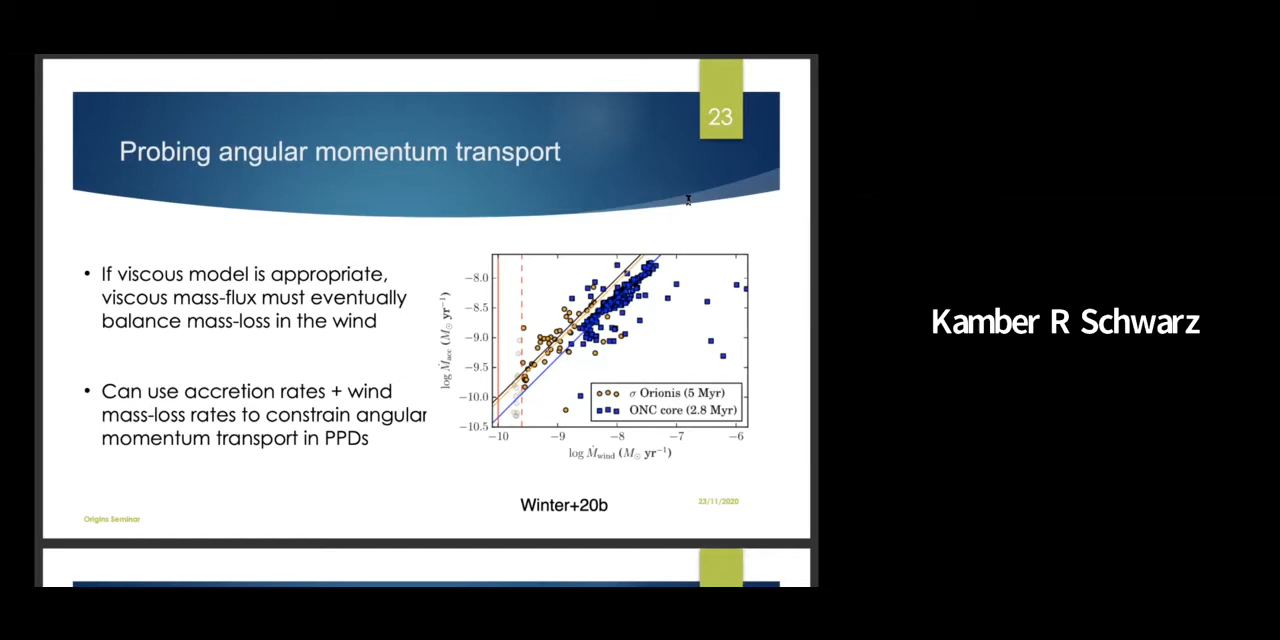 23
Probing angular momentum transport
• If viscous model is appropriate,
viscous mass-flux must eventually
balance mass-loss in the wind
• Can use accretion rates + wind
mass-loss rates to constrain angular
momentum transport in PPDs
log Ṁacc (M⊙ yr⁻¹)
−8.0
−8.5
−9.0
−9.5
−10.0
−10.5
σ Orionis (5 Myr)
ONC core (2.8 Myr)
−10 −9 −8 −7 −6
log Ṁwind (M⊙ yr⁻¹)
Winter+20b
23/11/2020
Origins Seminar
Kamber R Schwarz